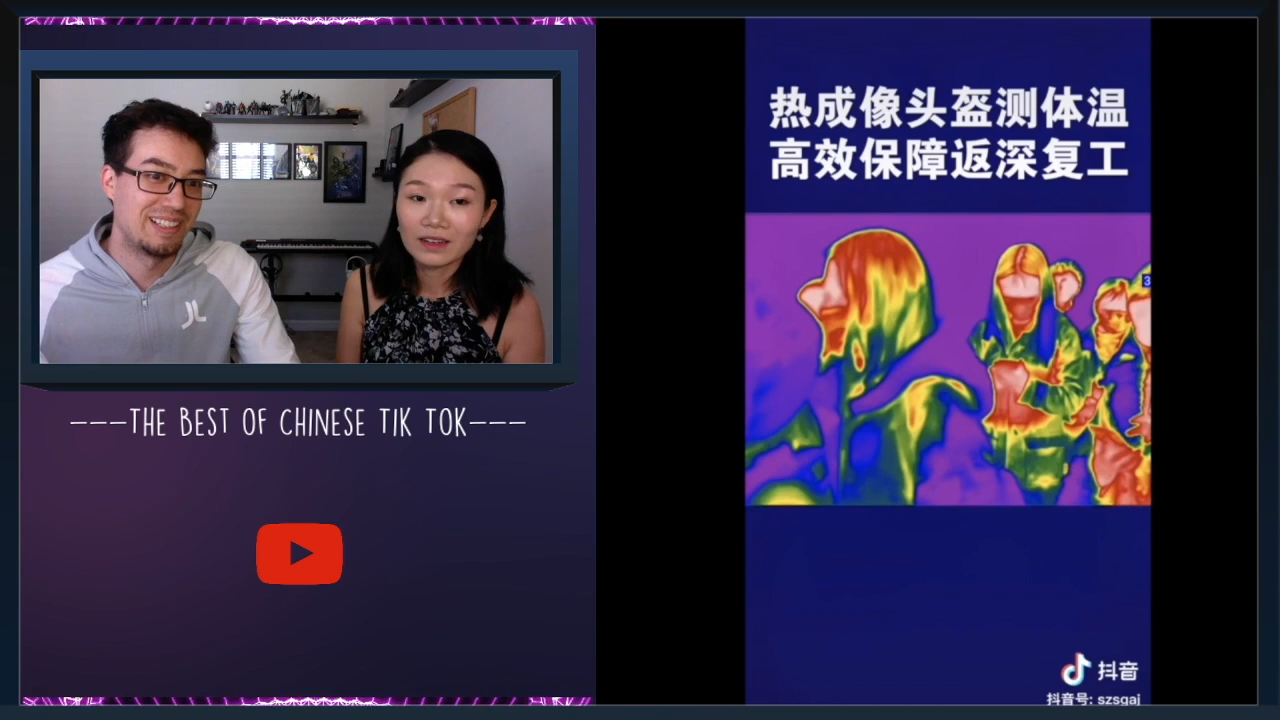 ---THE BEST OF CHINESE TIK TOK---
热成像头盔测体温
高效保障返深复工
3
抖音
抖音号: szsgaj